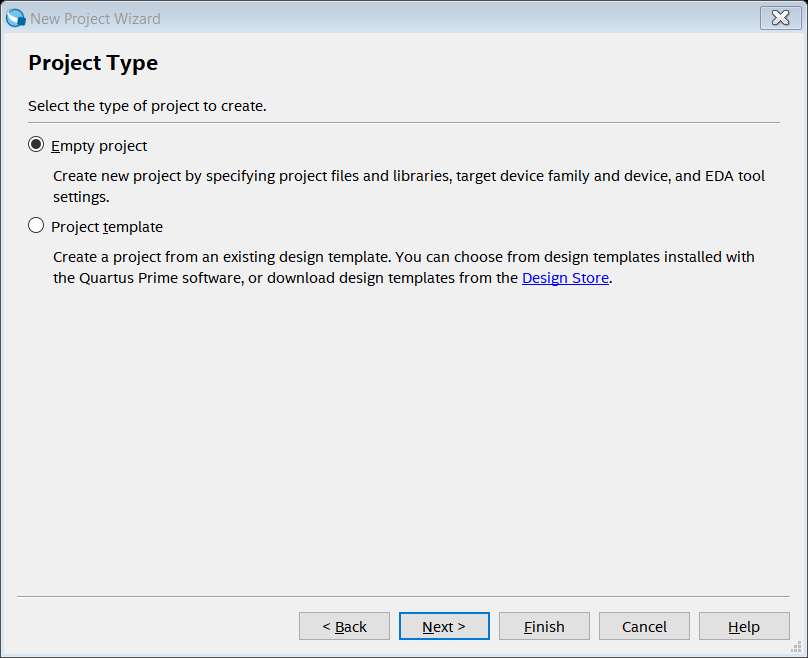 New Project Wizard
Project Type
Select the type of project to create.
Empty project
Create new project by specifying project files and libraries, target device family and device, and EDA tool
settings.
Project template
Create a project from an existing design template. You can choose from design templates installed with
the Quartus Prime software, or download design templates from the Design Store.
< Back Next > Finish Cancel Help